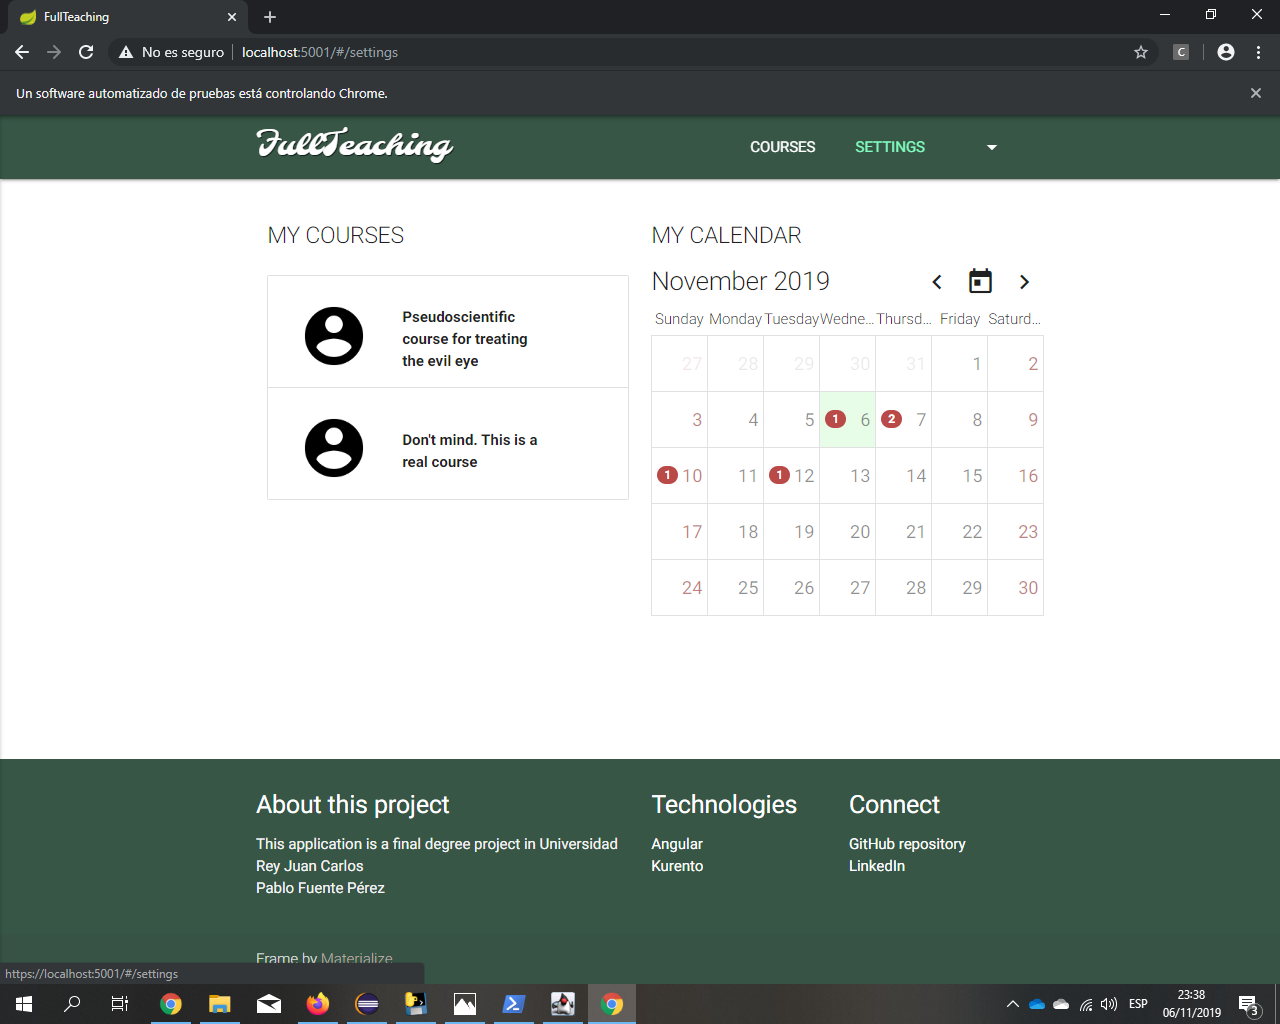 FullTeaching
No es seguro
localhost:5001/#/settings
C
Un software automatizado de pruebas está controlando Chrome.
FullTeaching
COURSES
SETTINGS
MY COURSES
Pseudoscientific
course for treating
the evil eye
Don't mind. This is a
real course
MY CALENDAR
November 2019
Sunday Monday Tuesday Wedne... Thursd... Friday Saturd...
27 28 29 30 31 1 2
3 4 5 1 6 2 7 8 9
1 10 11 1 12 13 14 15 16
17 18 19 20 21 22 23
24 25 26 27 28 29 30
About this project
This application is a final degree project in Universidad
Rey Juan Carlos
Pablo Fuente Pérez
Technologies
Angular
Kurento
Connect
GitHub repository
LinkedIn
Frame by Materialize
https://localhost:5001/#/settings
ESP
23:38
06/11/2019
3